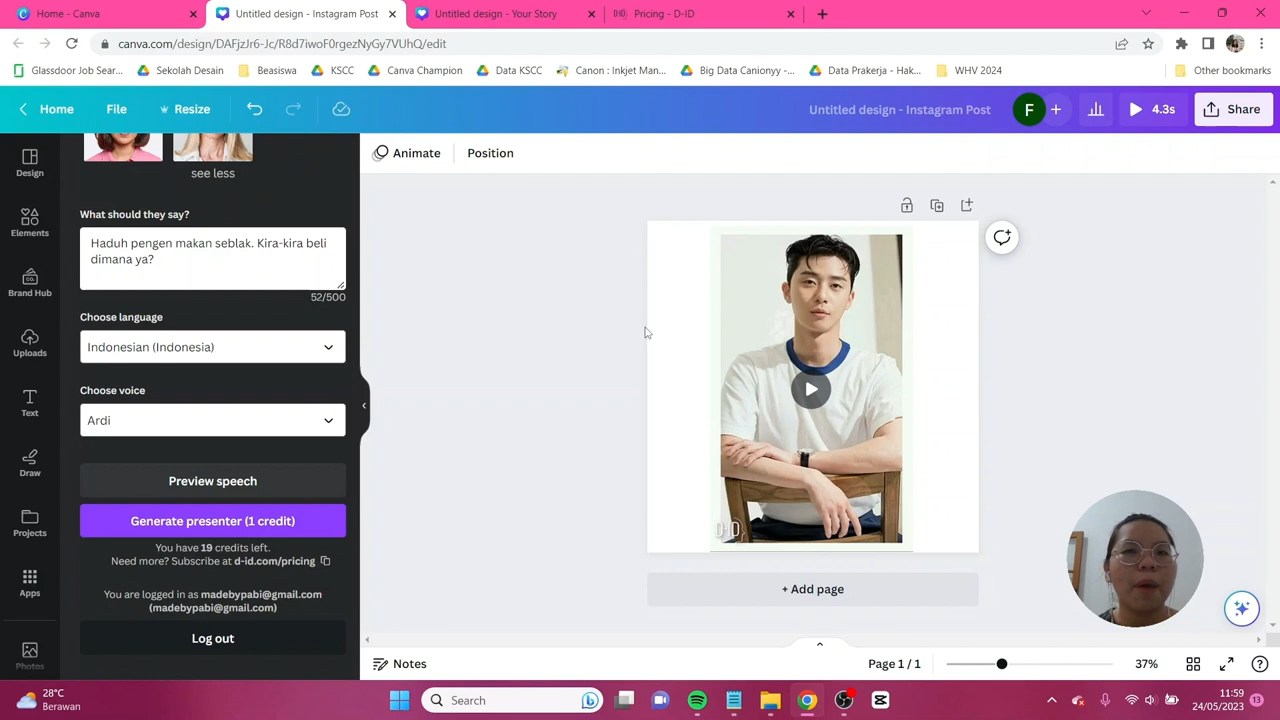 Home - Canva
Untitled design - Instagram Post
Untitled design - Your Story
Pricing - D-ID
canva.com/design/DAFjzJr6-Jc/R8d7iwoF0rgezNyGy7VUhQ/edit
Glassdoor Job Sear...
Sekolah Desain
Beasiswa
KSCC
Canva Champion
Data KSCC
Canon : Inkjet Man...
Big Data Canionyy -...
Data Prakerja - Hak...
WHV 2024
Other bookmarks
Home
File
Resize
Untitled design - Instagram Post
F
4.3s
Share
Design
Elements
Brand Hub
Uploads
Text
Draw
Projects
Apps
Photos
see less
What should they say?
Haduh pengen makan seblak. Kira-kira beli
dimana ya?
52/500
Choose language
Indonesian (Indonesia)
Choose voice
Ardi
Preview speech
Generate presenter (1 credit)
You have 19 credits left.
Need more? Subscribe at d-id.com/pricing
You are logged in as madebypabi@gmail.com
(madebypabi@gmail.com)
Log out
Animate
Position
D-ID
+ Add page
Notes
Page 1 / 1
37%
28°C
Berawan
Search
11:59
24/05/2023
13